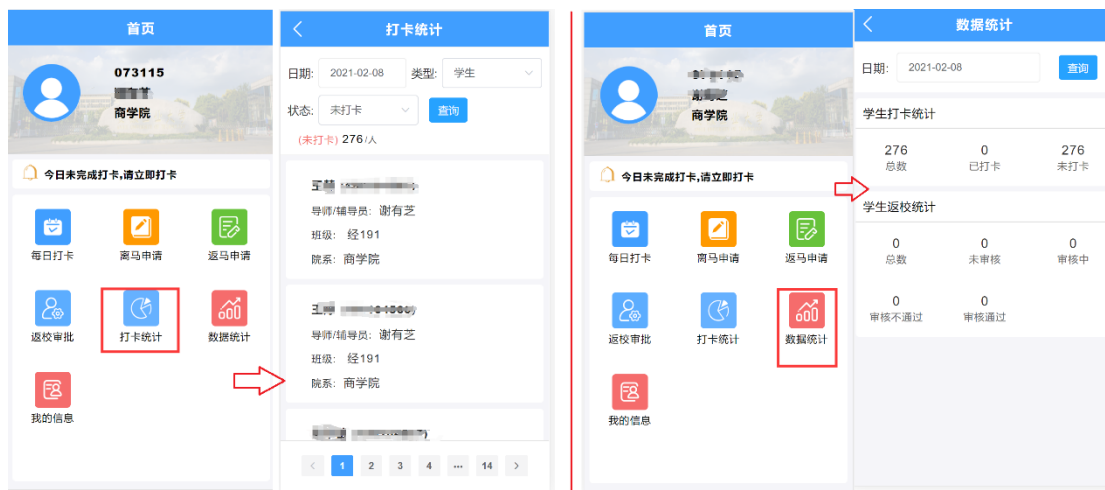 首页
073115
商学院
今日未完成打卡,请立即打卡
每日打卡
离马申请
返马申请
返校审批
打卡统计
数据统计
我的信息
打卡统计
日期: 2021-02-08 类型: 学生
状态: 未打卡 查询
(未打卡) 276/人
导师/辅导员: 谢有芝
班级: 经191
院系: 商学院
导师/辅导员: 谢有芝
班级: 经191
院系: 商学院
1 2 3 4 ··· 14
首页
商学院
今日未完成打卡,请立即打卡
每日打卡
离马申请
返马申请
返校审批
打卡统计
数据统计
我的信息
数据统计
日期: 2021-02-08 查询
学生打卡统计
276 0 276
总数 已打卡 未打卡
学生返校统计
0 0 0
总数 未审核 审核中
0 0
审核不通过 审核通过